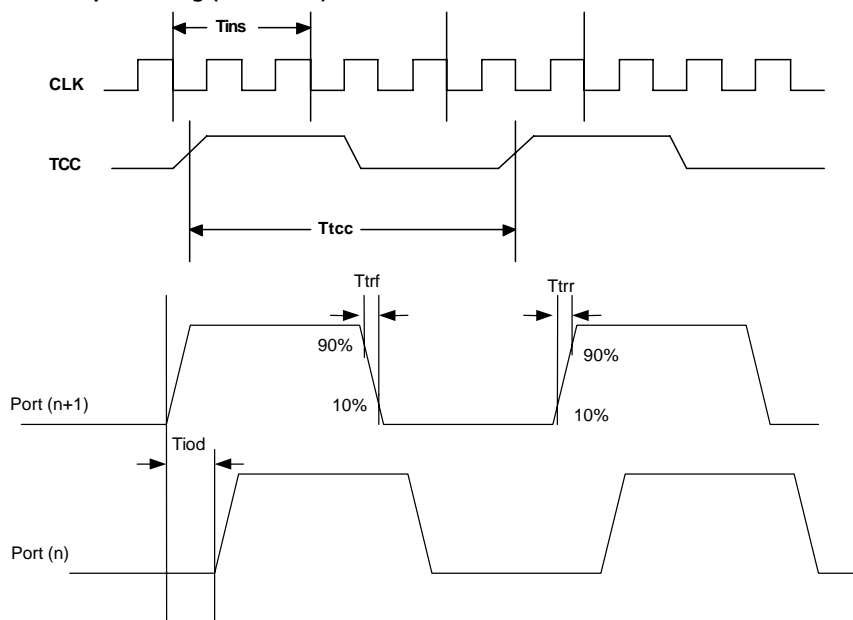 Tins
CLK
TCC
Ttcc
Ttrf
Ttrr
90%
90%
Port (n+1)
10%
10%
Tiod
Port (n)